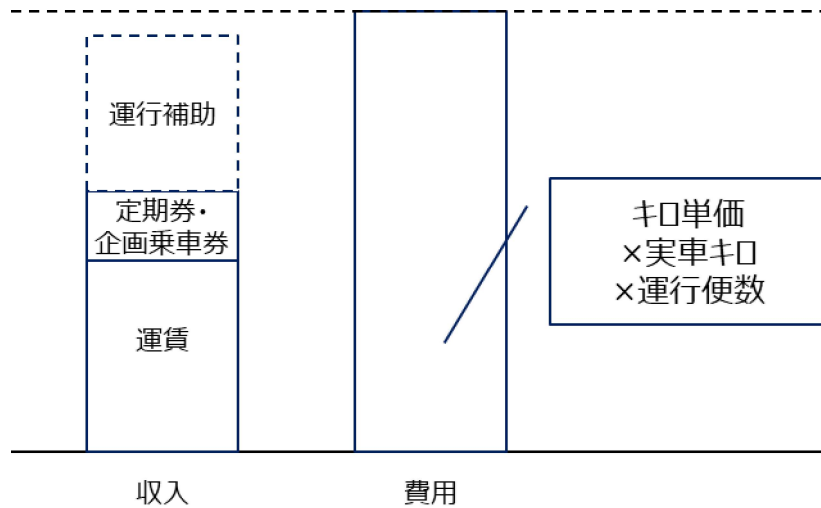 運行補助
定期券・
企画乗車券
運賃
キロ単価
×実車キロ
×運行便数
収入
費用